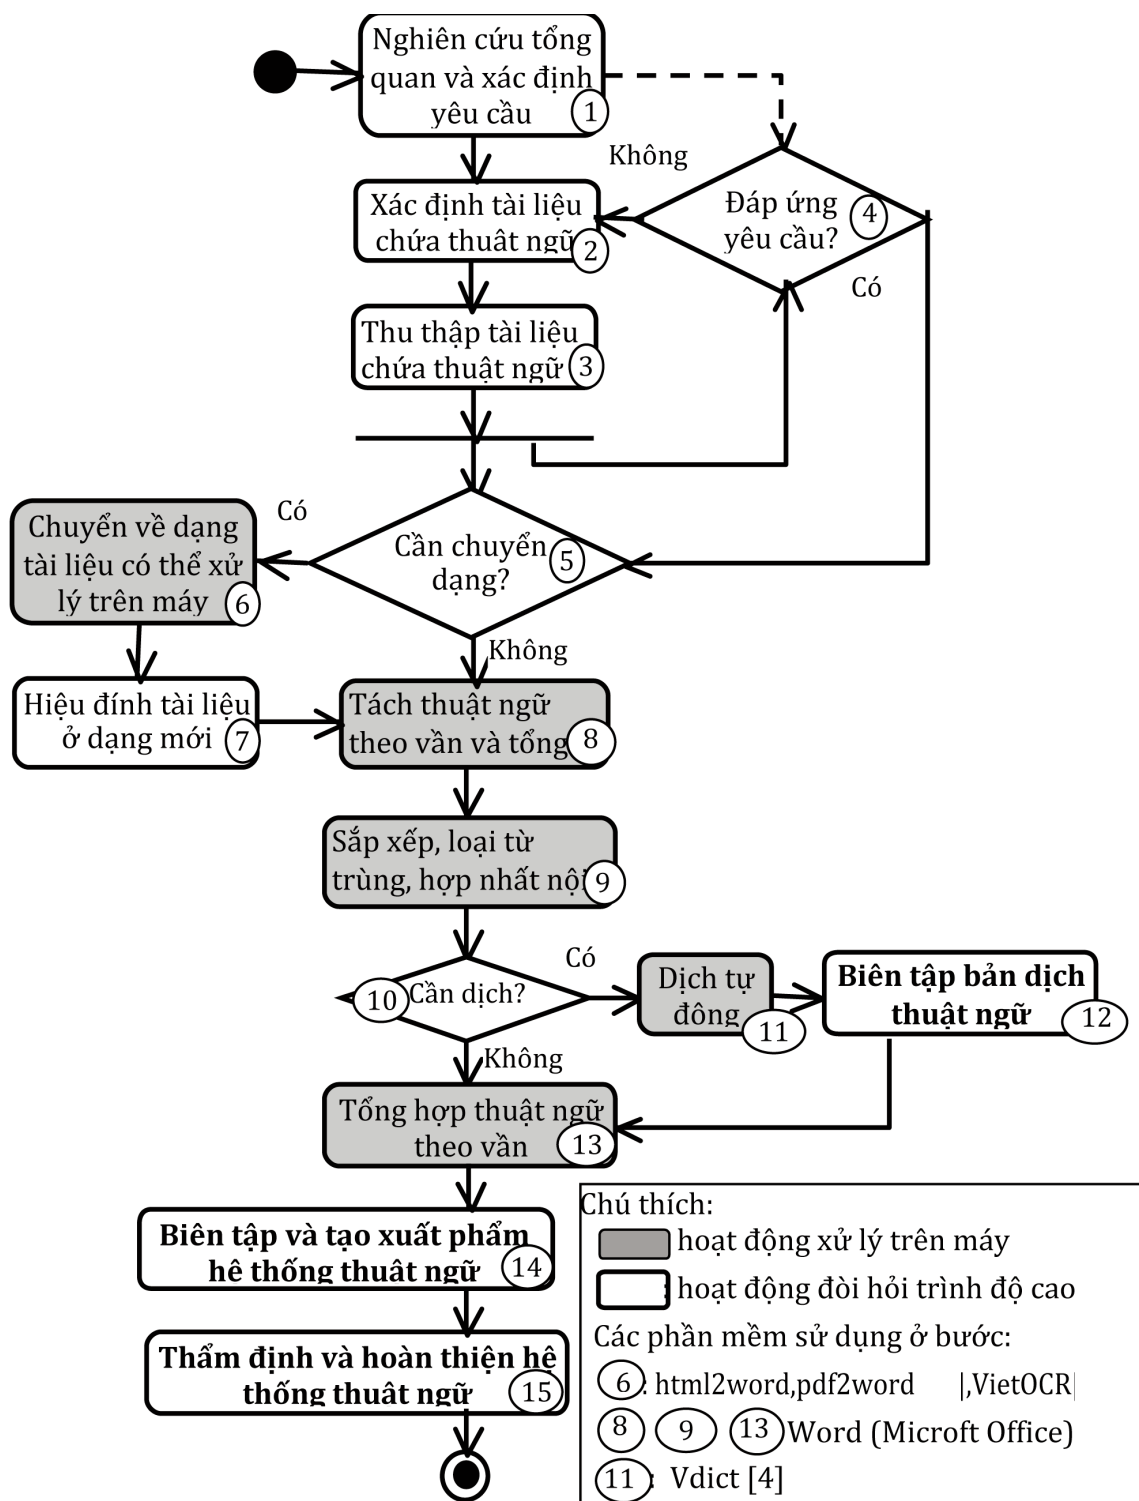 Nghiên cứu tổng
quan và xác định
yêu cầu
1
Không
Xác định tài liệu
chứa thuât ngữ
2
Đáp ứng
yêu cầu?
4
Có
Thu thập tài liệu
chứa thuật ngữ
3
Có
Chuyển về dạng
tài liệu có thể xử
lý trên máy
6
Cần chuyển
dạng?
5
Không
Hiệu đính tài liệu
ở dạng mới
7
Tách thuật ngữ
theo vần và tổng
8
Sắp xếp, loại từ
trùng, hợp nhất nội
9
Có
10
Cần dịch?
Dịch tự
đông
11
Biên tập bản dịch
thuật ngữ
12
Không
Tổng hợp thuật ngữ
theo vần
13
Biên tập và tạo xuất phẩm
hê thống thuât ngữ
14
Thẩm định và hoàn thiện hệ
thống thuât ngữ
15
Chú thích:
hoạt động xử lý trên máy
hoạt động đòi hỏi trình độ cao
Các phần mềm sử dụng ở bước:
6 : html2word,pdf2word |,VietOCR|
8 9 13 Word (Microft Office)
11 : Vdict [4]